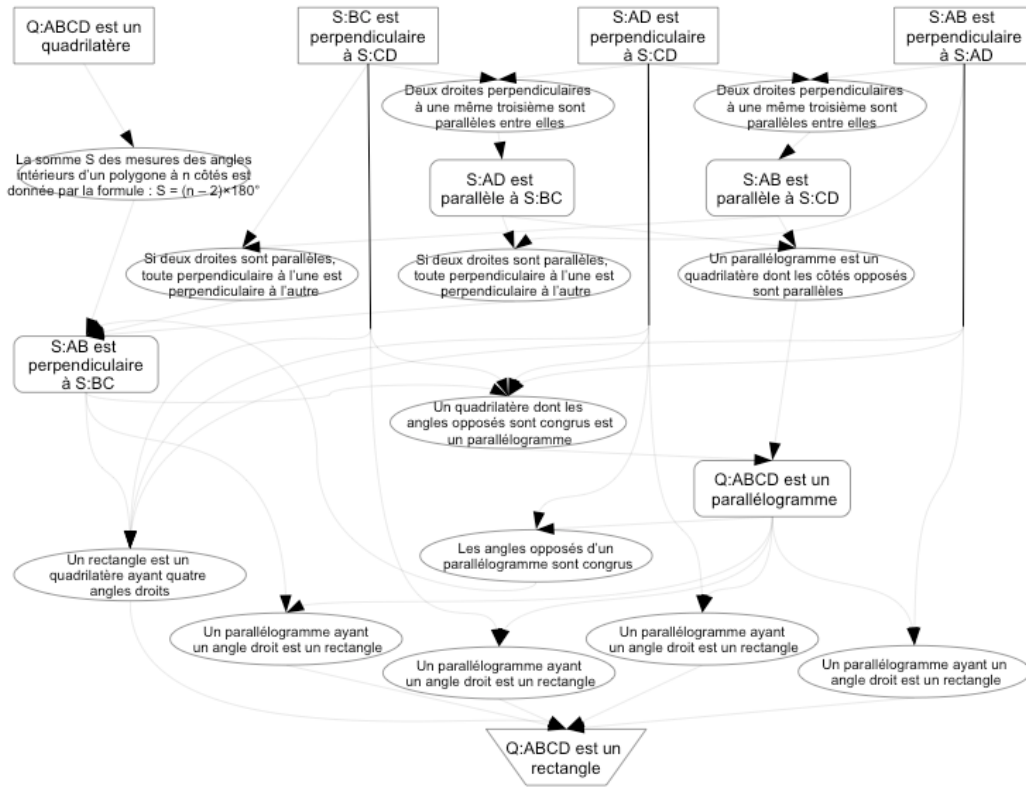 Q:ABCD est un
quadrilatère
S:BC est
perpendiculaire
à S:CD
S:AD est
perpendiculaire
à S:CD
S:AB est
perpendiculaire
à S:AD
Deux droites perpendiculaires
à une même troisième sont
parallèles entre elles
Deux droites perpendiculaires
à une même troisième sont
parallèles entre elles
La somme S des mesures des angles
intérieurs d'un polygone à n côtés est
donnée par la formule : S = (n – 2)×180°
S:AD est
parallèle à S:BC
S:AB est
parallèle à S:CD
Si deux droites sont parallèles,
toute perpendiculaire à l'une est
perpendiculaire à l'autre
Si deux droites sont parallèles,
toute perpendiculaire à l'une est
perpendiculaire à l'autre
Un parallélogramme est un
quadrilatère dont les côtés opposés
sont parallèles
S:AB est
perpendiculaire
à S:BC
Un quadrilatère dont les
angles opposés sont congrus est
un parallélogramme
Q:ABCD est un
parallélogramme
Un rectangle est un
quadrilatère ayant quatre
angles droits
Les angles opposés d'un
parallélogramme sont congrus
Un parallélogramme ayant
un angle droit est un rectangle
Un parallélogramme ayant
un angle droit est un rectangle
Un parallélogramme ayant
un angle droit est un rectangle
Un parallélogramme ayant un
angle droit est un rectangle
Q:ABCD est un
rectangle